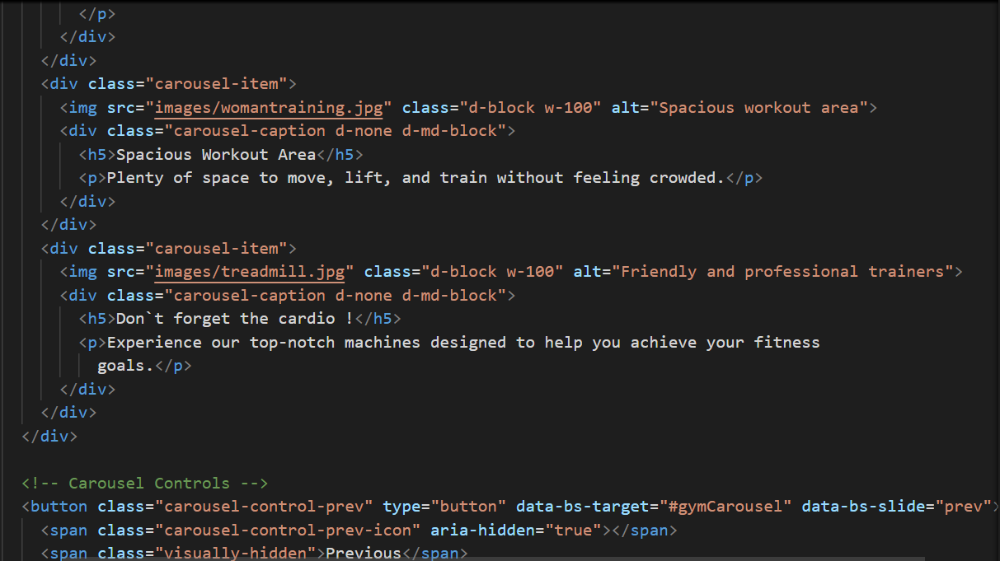 </p>
</div>
</div>
<div class="carousel-item">
<img src="images/womantraining.jpg" class="d-block w-100" alt="Spacious workout area">
<div class="carousel-caption d-none d-md-block">
<h5>Spacious Workout Area</h5>
<p>Plenty of space to move, lift, and train without feeling crowded.</p>
</div>
</div>
<div class="carousel-item">
<img src="images/treadmill.jpg" class="d-block w-100" alt="Friendly and professional trainers">
<div class="carousel-caption d-none d-md-block">
<h5>Don`t forget the cardio !</h5>
<p>Experience our top-notch machines designed to help you achieve your fitness
goals.</p>
</div>
</div>
</div>
<!-- Carousel Controls -->
<button class="carousel-control-prev" type="button" data-bs-target="#gymCarousel" data-bs-slide="prev">
<span class="carousel-control-prev-icon" aria-hidden="true"></span>
<span class="visually-hidden">Previous</span>